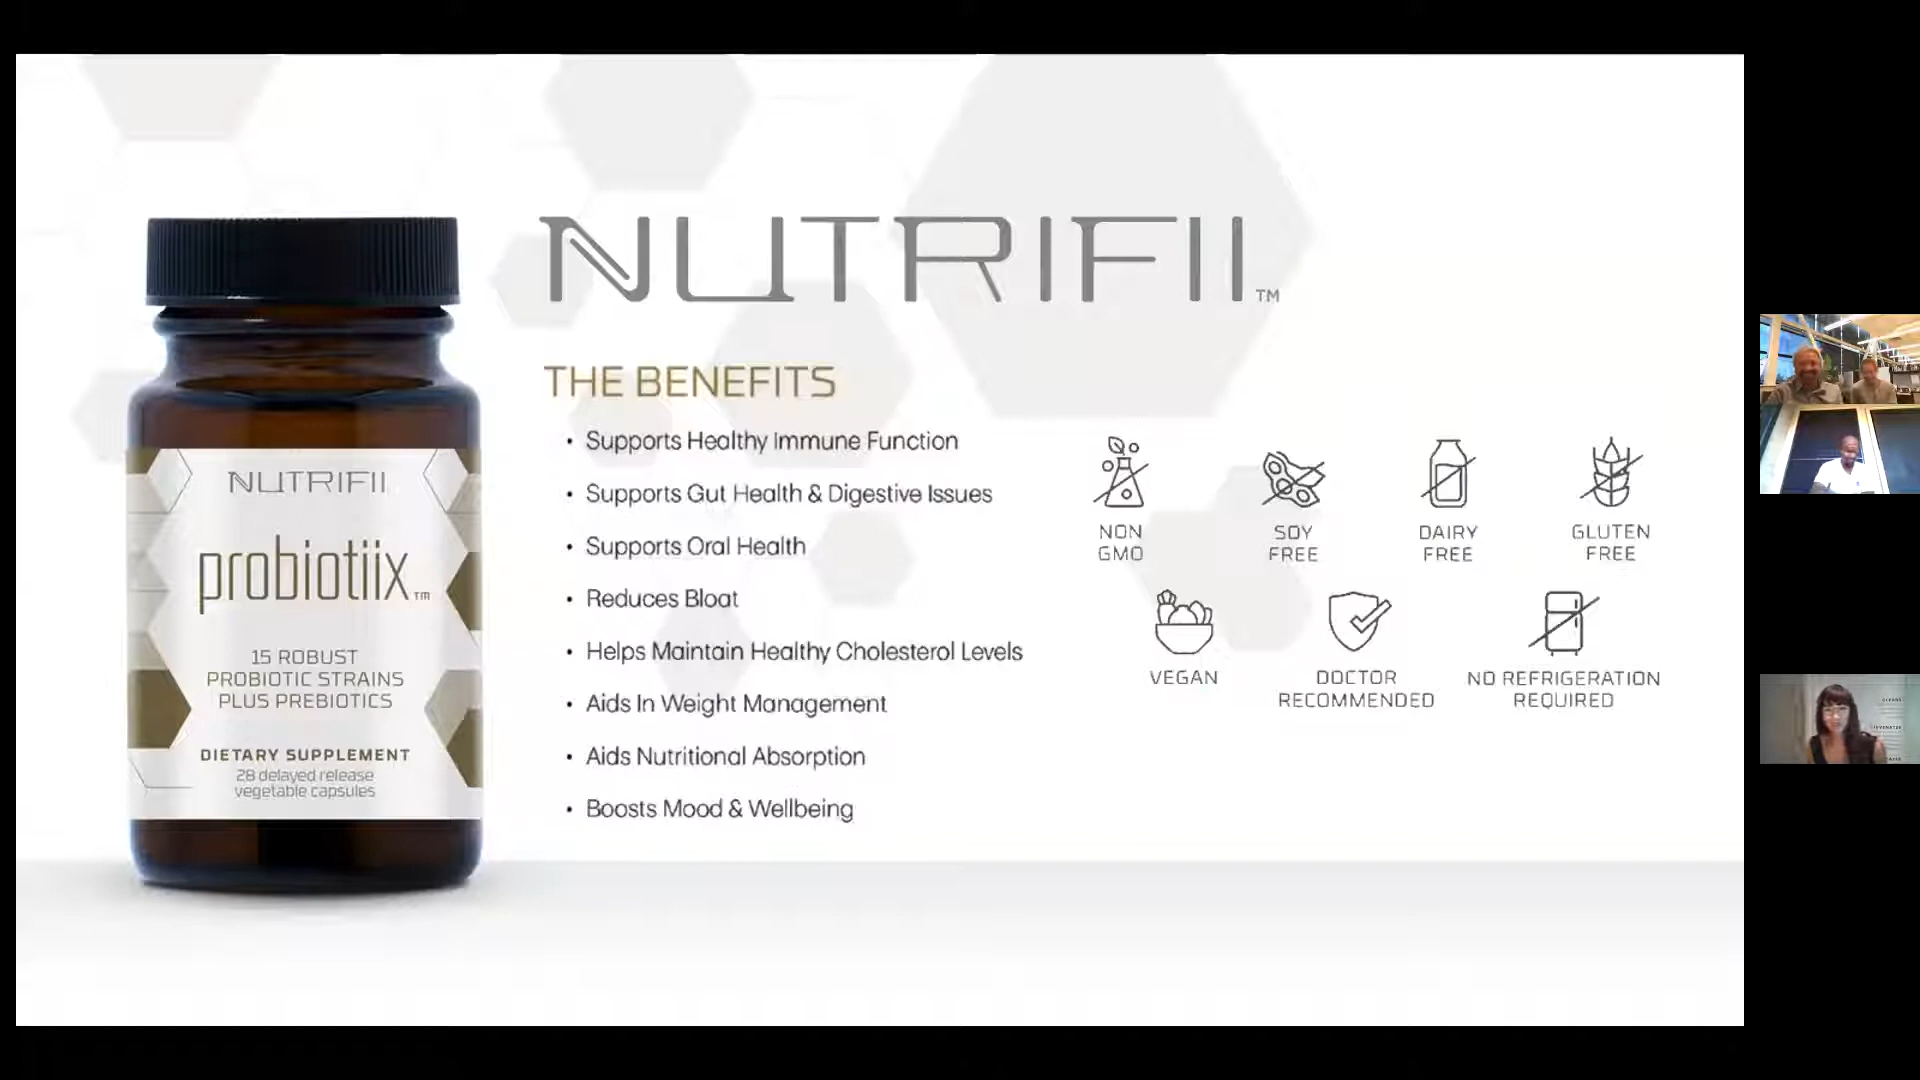 NUTRIFII™
THE BENEFITS
• Supports Healthy Immune Function
• Supports Gut Health & Digestive Issues
• Supports Oral Health
• Reduces Bloat
• Helps Maintain Healthy Cholesterol Levels
• Aids In Weight Management
• Aids Nutritional Absorption
• Boosts Mood & Wellbeing
NUTRIFII
probiotiix™
15 ROBUST
PROBIOTIC STRAINS
PLUS PREBIOTICS
DIETARY SUPPLEMENT
28 delayed release
vegetable capsules
NON
GMO
SOY
FREE
DAIRY
FREE
GLUTEN
FREE
VEGAN
DOCTOR
RECOMMENDED
NO REFRIGERATION
REQUIRED